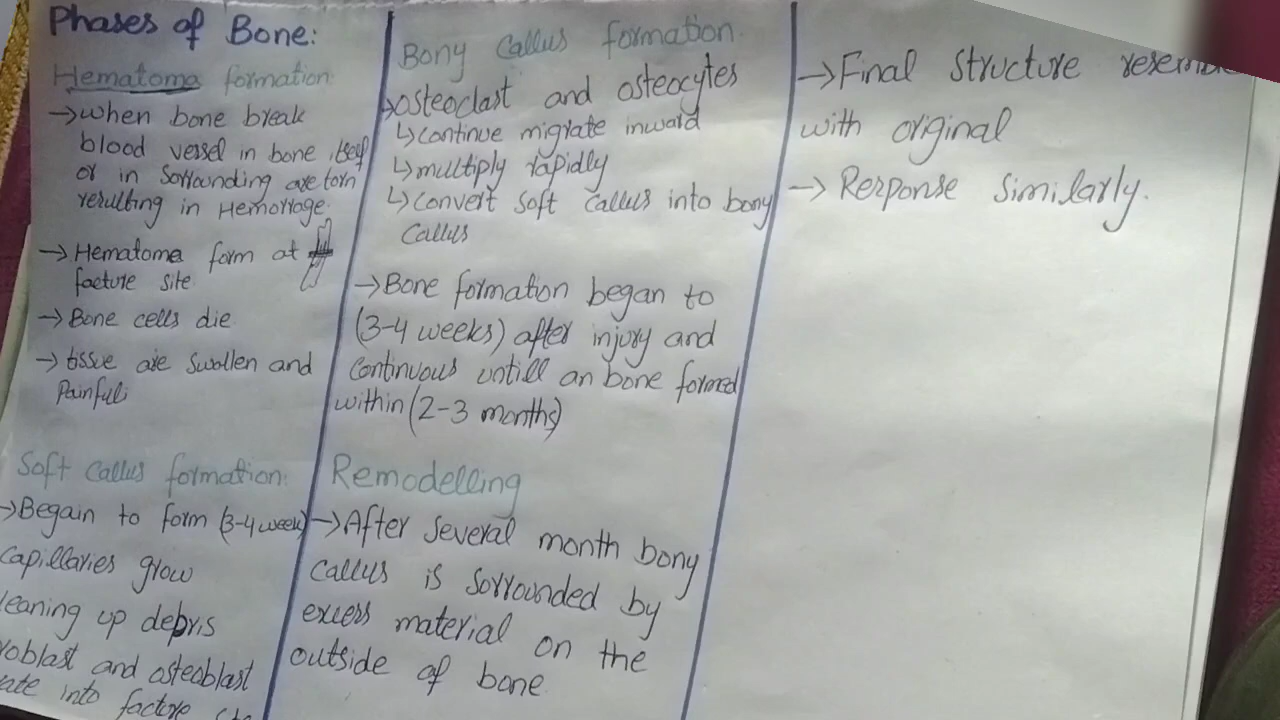 Phases of Bone:
Hematoma formation:
→when bone break
blood vessel in bone itself
or in Sorrounding are torn
resulting in Hemorrage.
→Hematoma form at
facture site.
→Bone cells die.
→tissue are Swollen and
Painful;
Soft Callus formation:
→Begain to form (3-4 week)
Capillaries grow
leaning up debris
roblast and osteoblast
ate into facture
Bony Callus formation.
→osteoclast and osteocytes
↳continue migrate inward
↳multiply rapidly
↳convert Soft Callus into bony
Callus
→Bone formation began to
(3-4 weeks) after injury and
Continuous untill an bone formed
within (2-3 months)
Remodelling
→After Several month bony
Callus is sorrounded by
excess material on the
outside of bone
→Final Structure
with original
→ Response Similarly.